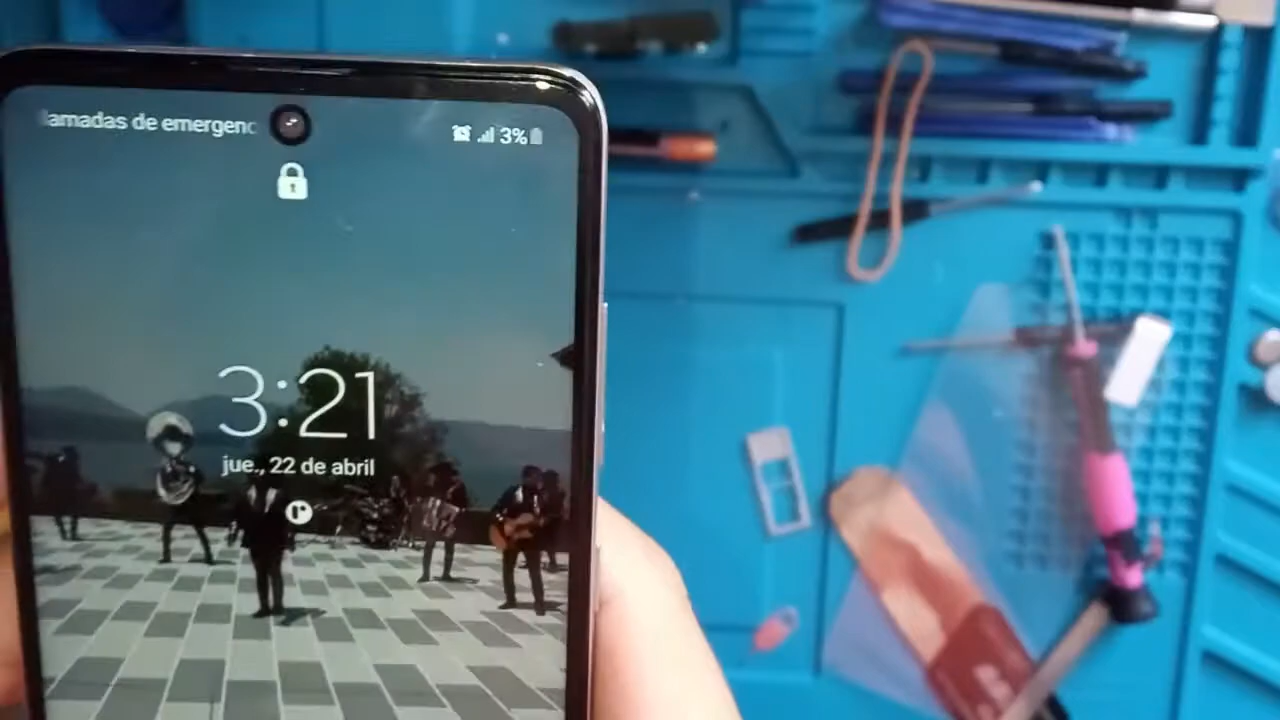 lamadas de emergenc
3%
3:21
jue., 22 de abril